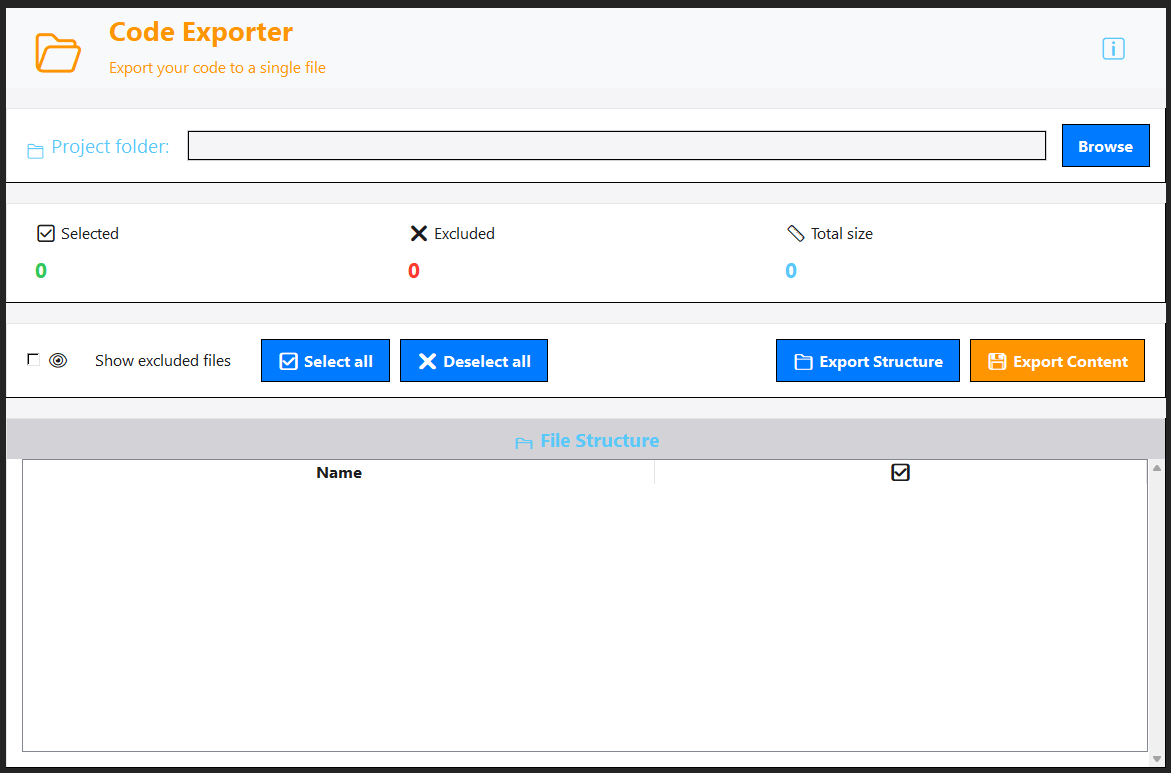 Code Exporter
Export your code to a single file
Project folder:
Browse
Selected
Excluded
Total size
0
0
0
Show excluded files
Select all
Deselect all
Export Structure
Export Content
File Structure
Name